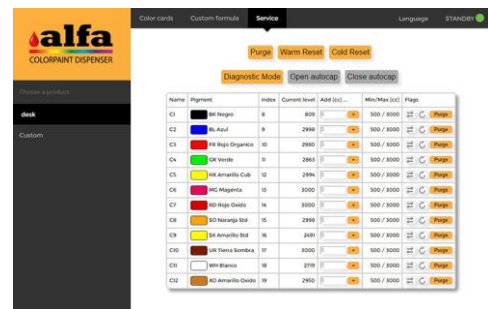 Color cards Custom formula Service Language STANDBY
alfa
COLORPAINT DISPENSER
Purge Warm Reset Cold Reset
Diagnostic Mode Open autocap Close autocap
Choose a product:
desk
Custom
Name Pigment Index Current level Add [cc] ... Min/Max [cc] Flags
C1 BK Negro 8 809 + 500 / 3000 Purge
C2 BL Azul 9 2998 + 500 / 3000 Purge
C3 FR Rojo Organico 10 2980 + 500 / 3000 Purge
C4 GR Verde 11 2863 + 500 / 3000 Purge
C5 HX Amarillo Cub 12 2994 + 500 / 3000 Purge
C6 MG Magenta 13 3000 + 500 / 3000 Purge
C7 RD Rojo Oxido 14 3000 + 500 / 3000 Purge
C8 SO Naranja Std 15 2998 + 500 / 3000 Purge
C9 SX Amarillo Std 16 2491 + 500 / 3000 Purge
C10 UR Tierra Sombra 17 3000 + 500 / 3000 Purge
C11 WH Blanco 18 2719 + 500 / 3000 Purge
C12 XO Amarillo Oxido 19 2950 + 500 / 3000 Purge